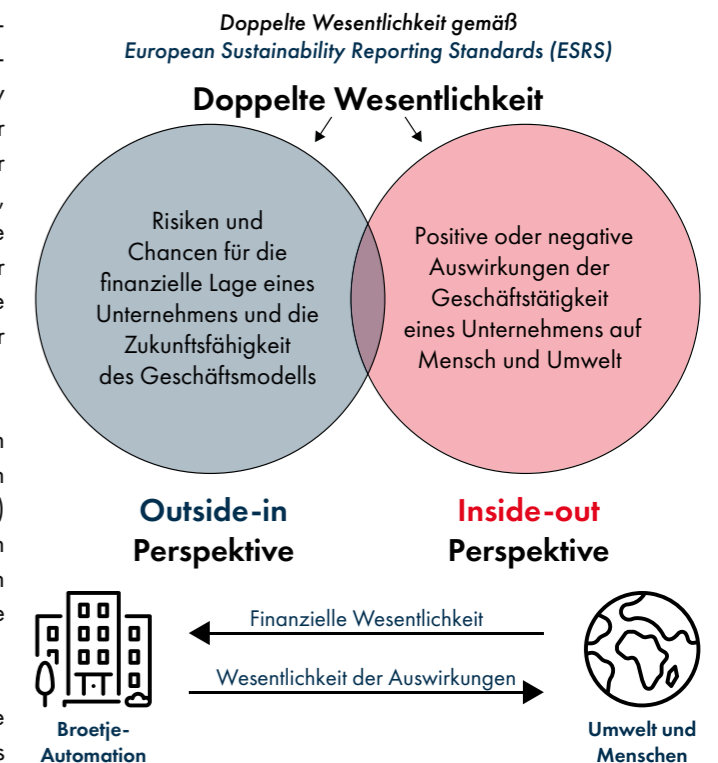 Doppelte Wesentlichkeit gemäß
European Sustainability Reporting Standards (ESRS)
Doppelte Wesentlichkeit
Risiken und
Chancen für die
finanzielle Lage eines
Unternehmens und die
Zukunftsfähigkeit
des Geschäftsmodells
Positive oder negative
Auswirkungen der
Geschäftstätigkeit
eines Unternehmens auf
Mensch und Umwelt
Outside-in
Perspektive
Inside-out
Perspektive
Finanzielle Wesentlichkeit
Wesentlichkeit der Auswirkungen
Broetje-
Automation
Umwelt und
Menschen